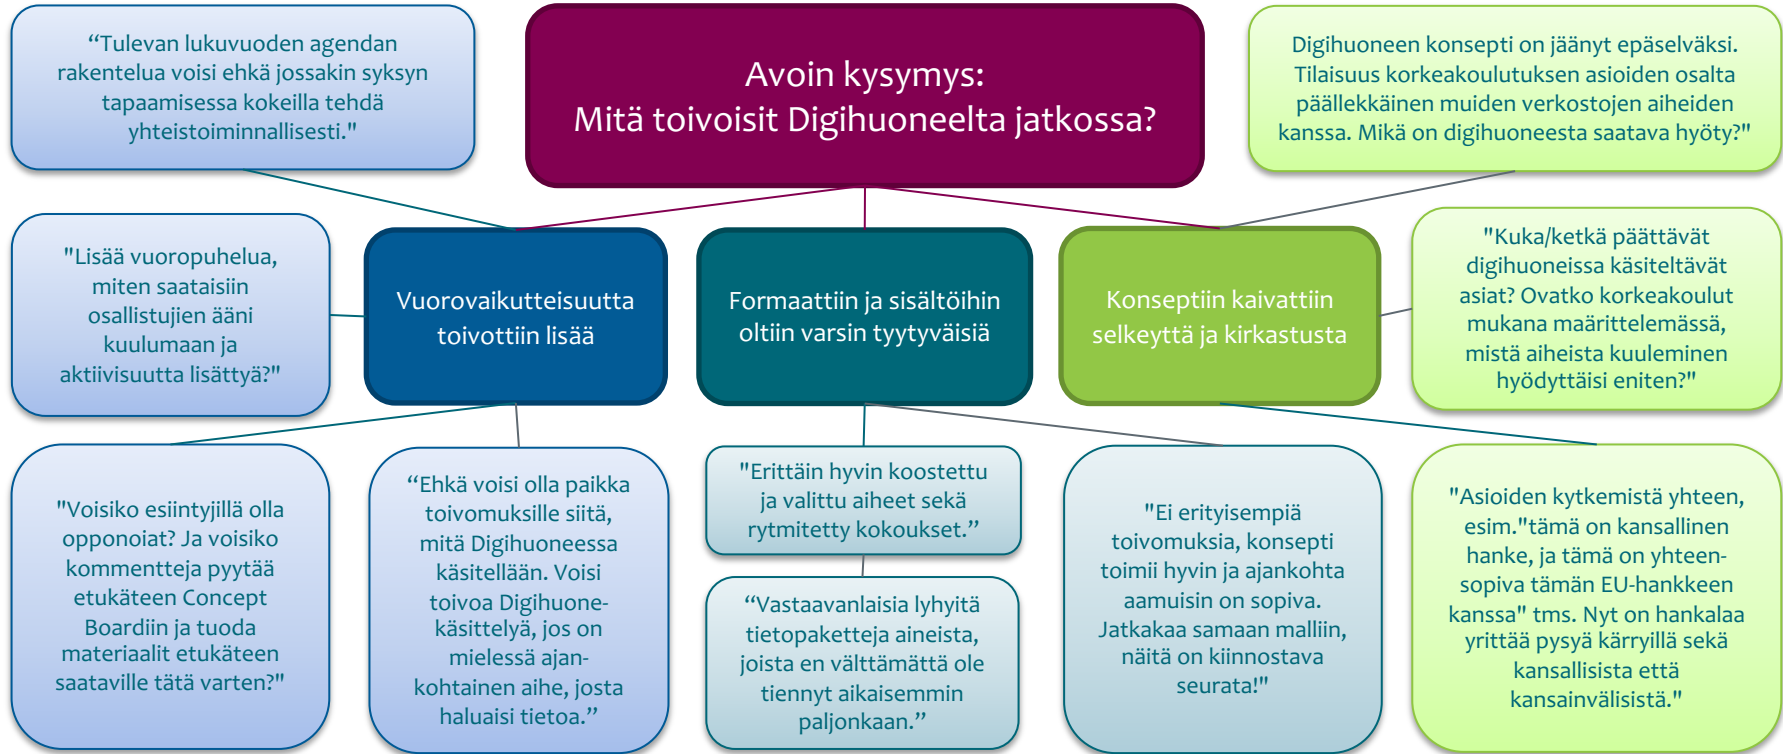 “Tulevan lukuvuoden agendan
rakentelua voisi ehkä jossakin syksyn
tapaamisessa kokeilla tehdä
yhteistoiminnallisesti."
Avoin kysymys:
Mitä toivoisit Digihuoneelta jatkossa?
Digihuoneen konsepti on jäänyt epäselväksi.
Tilaisuus korkeakoulutuksen asioiden osalta
päällekkäinen muiden verkostojen aiheiden
kanssa. Mikä on digihuoneesta saatava hyöty?"
"Lisää vuoropuhelua,
miten saataisiin
osallistujien ääni
kuulumaan ja
aktiivisuutta lisättyä?"
Vuorovaikutteisuutta
toivottiin lisää
Formaattiin ja sisältöihin
oltiin varsin tyytyväisiä
Konseptiin kaivattiin
selkeyttä ja kirkastusta
"Kuka/ketkä päättävät
digihuoneissa käsiteltävät
asiat? Ovatko korkeakoulut
mukana määrittelemässä,
mistä aiheista kuuleminen
hyödyttäisi eniten?"
"Voisiko esiintyjillä olla
opponoiat? Ja voisiko
kommentteja pyytää
etukäteen Concept
Boardiin ja tuoda
materiaalit etukäteen
saataville tätä varten?"
“Ehkä voisi olla paikka
toivomuksille siitä,
mitä Digihuoneessa
käsitellään. Voisi
toivoa Digihuone-
käsittelyä, jos on
mielessä ajan-
kohtainen aihe, josta
haluaisi tietoa.”
"Erittäin hyvin koostettu
ja valittu aiheet sekä
rytmitetty kokoukset.”
“Vastaavanlaisia lyhyitä
tietopaketteja aineista,
joista en välttämättä ole
tiennyt aikaisemmin
paljonkaan.”
"Ei erityisempiä
toivomuksia, konsepti
toimii hyvin ja ajankohta
aamuisin on sopiva.
Jatkakaa samaan malliin,
näitä on kiinnostava
seurata!"
"Asioiden kytkemistä yhteen,
esim."tämä on kansallinen
hanke, ja tämä on yhteen-
sopiva tämän EU-hankkeen
kanssa" tms. Nyt on hankalaa
yrittää pysyä kärryillä sekä
kansallisista että
kansainvälisistä."